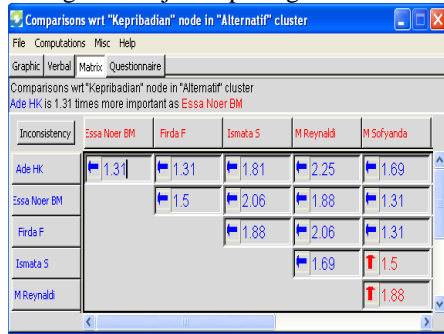 Comparisons wrt "Kepribadian" node in "Alternatif" cluster
File Computations Misc Help
Graphic Verbal Matrix Questionnaire
Comparisons wrt "Kepribadian" node in "Alternatif" cluster
Ade HK is 1.31 times more important as Essa Noer BM
Inconsistency Essa Noer BM Firda F Ismata S M Reynaldi M Sofyanda
Ade HK 1.31 1.31 1.81 2.25 1.69
Essa Noer BM 1.5 2.06 1.88 1.31
Firda F 1.88 2.06 1.31
Ismata S 1.69 1.5
M Reynaldi 1.88